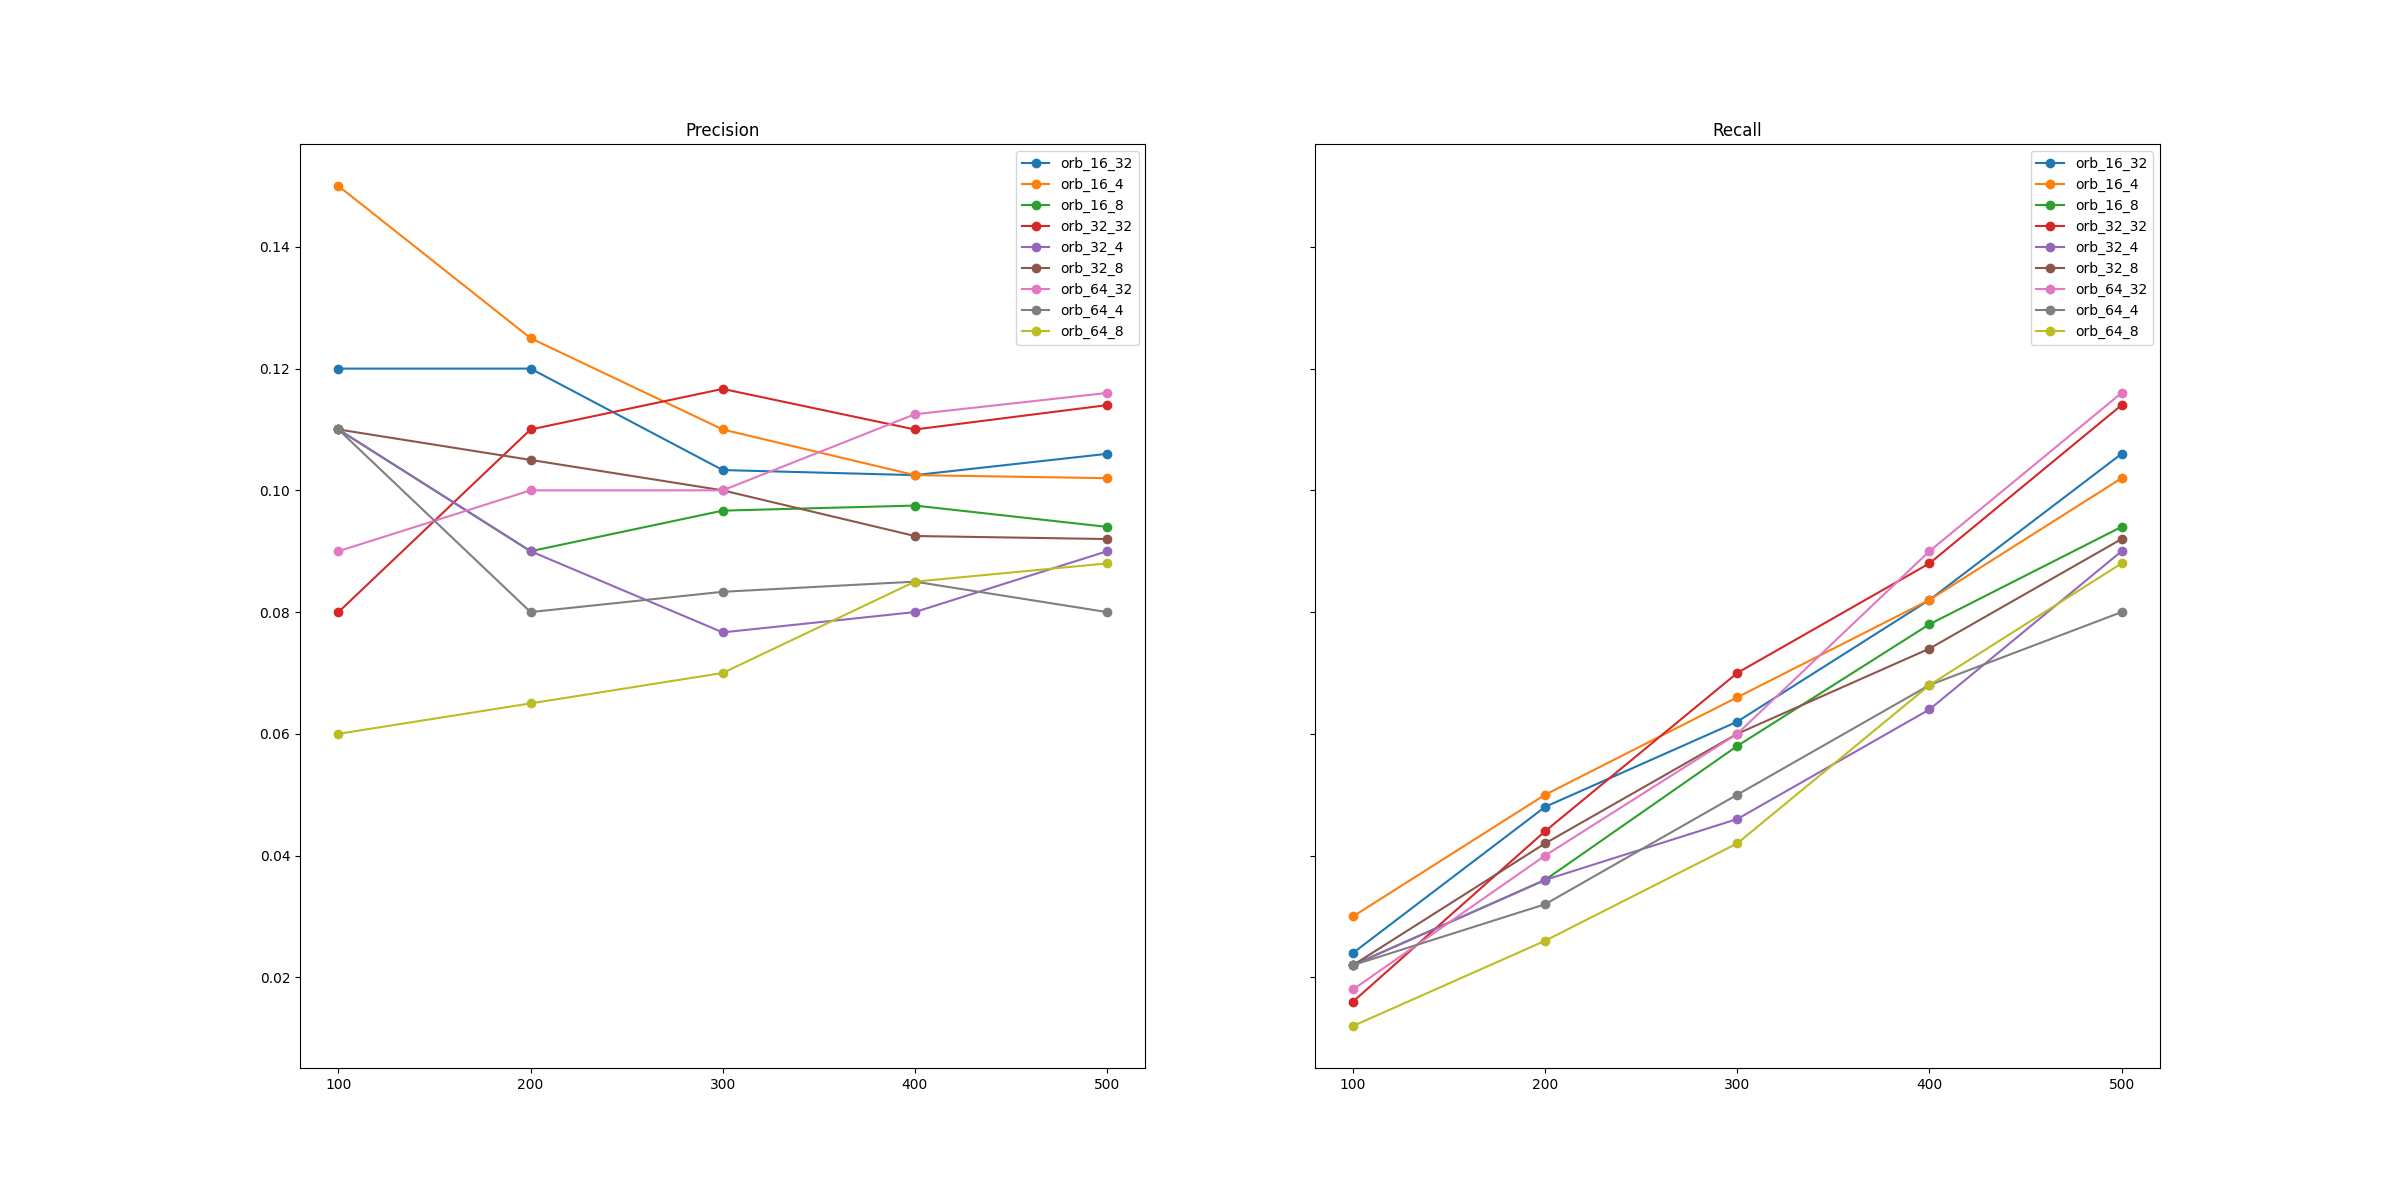 Precision
orb_16_32
orb_16_4
orb_16_8
orb_32_32
orb_32_4
orb_32_8
orb_64_32
orb_64_4
orb_64_8
0.14
0.12
0.10
0.08
0.06
0.04
0.02
100 200 300 400 500
Recall
orb_16_32
orb_16_4
orb_16_8
orb_32_32
orb_32_4
orb_32_8
orb_64_32
orb_64_4
orb_64_8
100 200 300 400 500